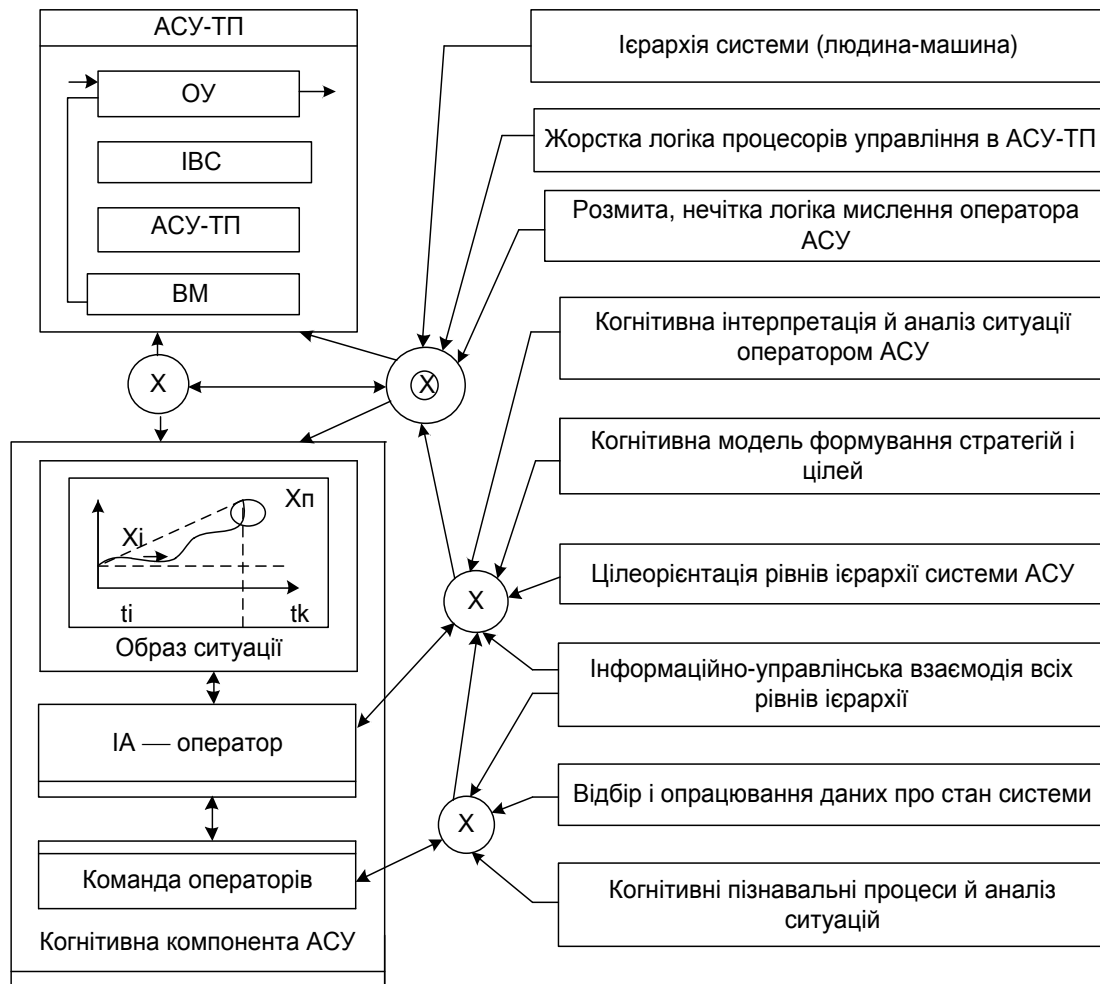 АСУ-ТП
ОУ
ІВС
АСУ-ТП
ВМ
X
X
Xп
Xi
ti
tk
Образ ситуації
ІА — оператор
Команда операторів
Когнітивна компонента АСУ
Ієрархія системи (людина-машина)
Жорстка логіка процесорів управління в АСУ-ТП
Розмита, нечітка логіка мислення оператора
АСУ
Когнітивна інтерпретація й аналіз ситуації
оператором АСУ
Когнітивна модель формування стратегій і
цілей
X
Цілеорієнтація рівнів ієрархії системи АСУ
Інформаційно-управлінська взаємодія всіх
рівнів ієрархії
X
Відбір і опрацювання даних про стан системи
Когнітивні пізнавальні процеси й аналіз
ситуацій